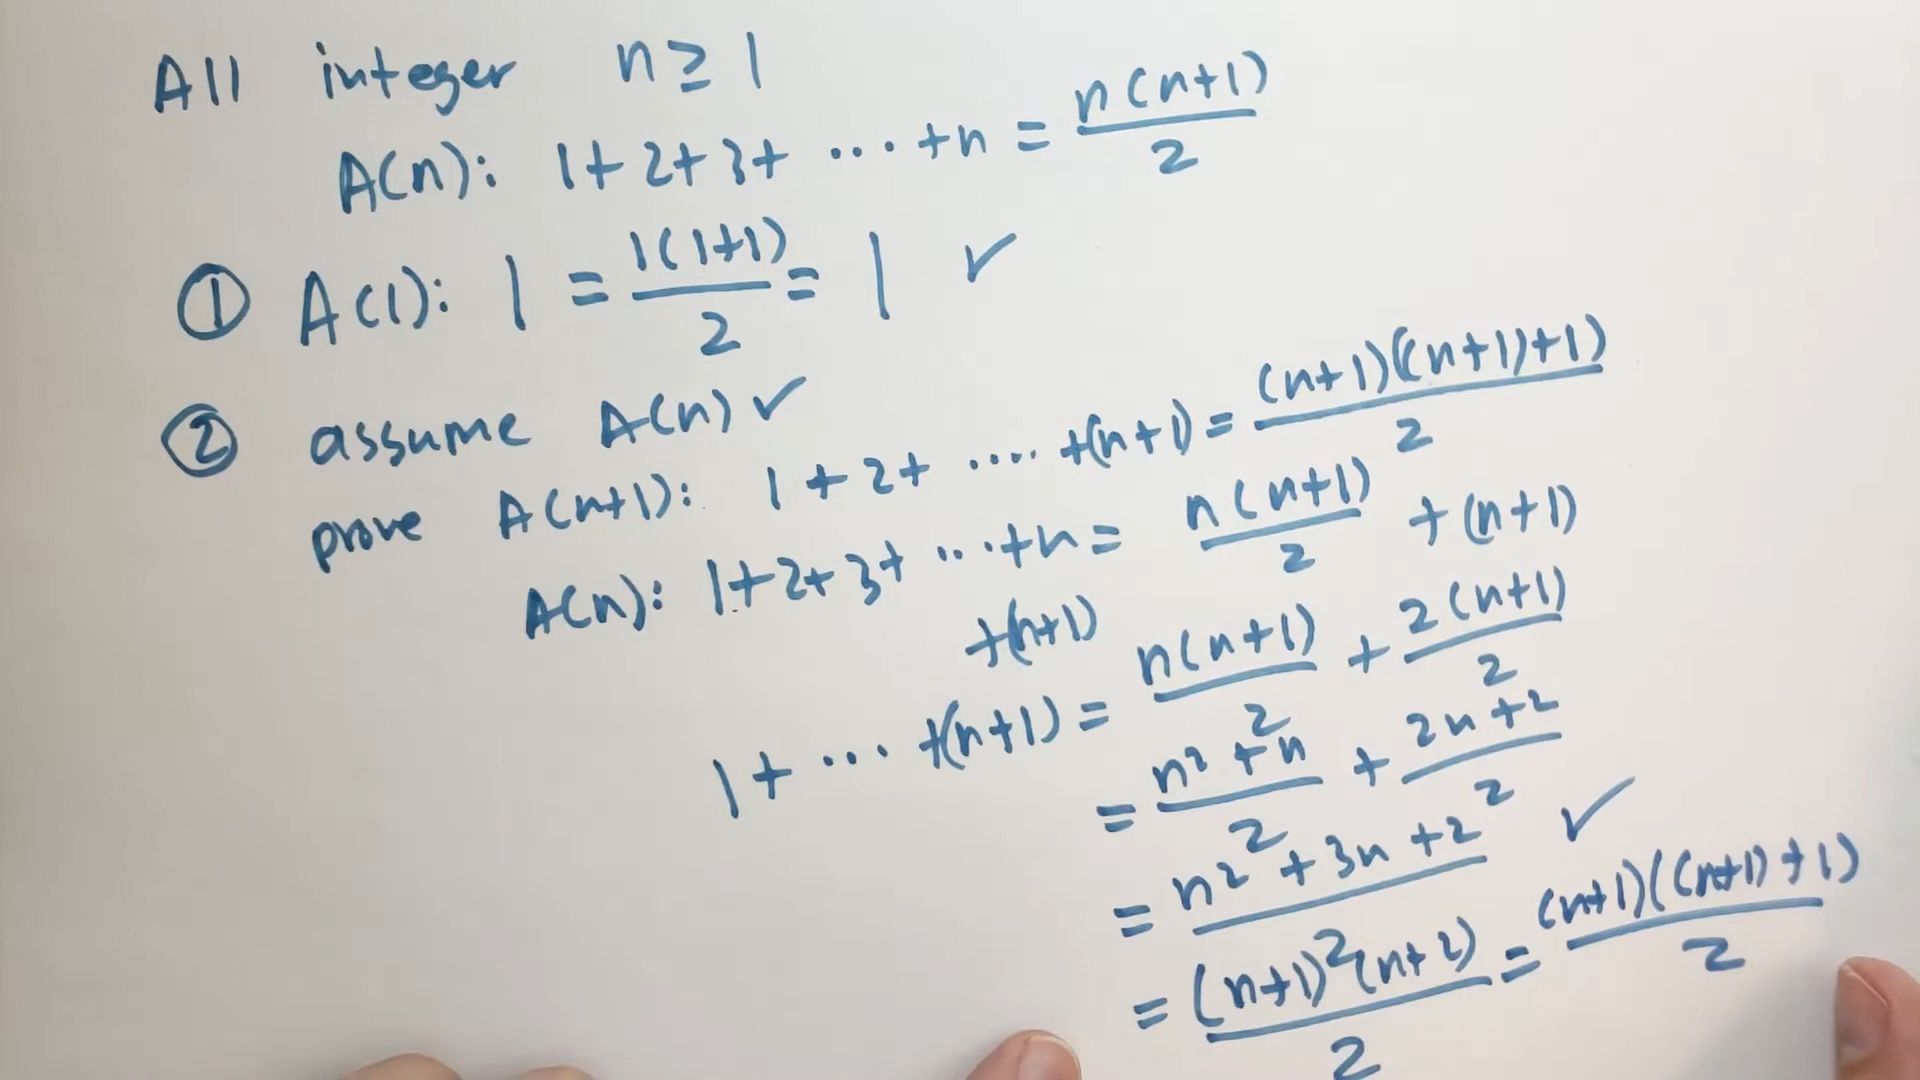 All integer n ≥ 1
A(n): 1+2+3+ ... +n = n(n+1)/2
① A(1): 1 = 1(1+1)/2 = 1 ✓
② assume A(n) ✓
prove A(n+1): 1+2+ .... +(n+1) = (n+1)((n+1)+1)/2
A(n): 1+2+3+ ... +n = n(n+1)/2 + (n+1)
+(n+1)
1+ ... +(n+1) = n(n+1)/2 + 2(n+1)/2
= n²+n/2 + 2n+2/2
= n²+3n+2/2 ✓
= (n+1)(n+2)/2 = (n+1)((n+1)+1)/2